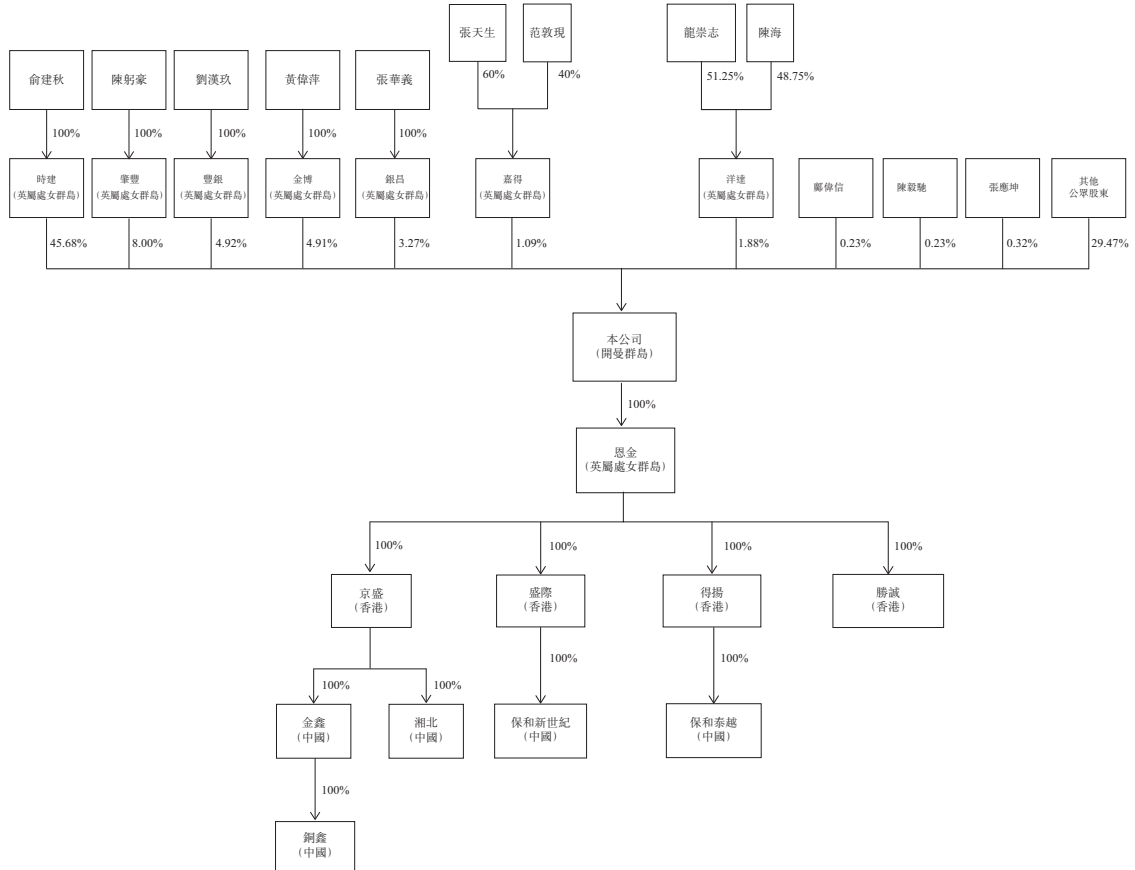 張天生
范敦現
龍崇志
陳海
60%
40%
51.25%
48.75%
俞建秋
陳躬豪
劉漢玖
黃偉萍
張華義
100%
100%
100%
100%
100%
時建
(英屬處女群島)
肇豐
(英屬處女群島)
豐銀
(英屬處女群島)
金博
(英屬處女群島)
銀昌
(英屬處女群島)
嘉得
(英屬處女群島)
洋達
(英屬處女群島)
鄺偉信
陳毅馳
張應坤
其他
公眾股東
45.68%
8.00%
4.92%
4.91%
3.27%
1.09%
1.88%
0.23%
0.23%
0.32%
29.47%
本公司
(開曼群島)
100%
恩金
(英屬處女群島)
100%
100%
100%
100%
京盛
(香港)
盛際
(香港)
得揚
(香港)
勝誠
(香港)
100%
100%
100%
100%
金鑫
(中國)
湘北
(中國)
保和新世紀
(中國)
保和泰越
(中國)
100%
銅鑫
(中國)